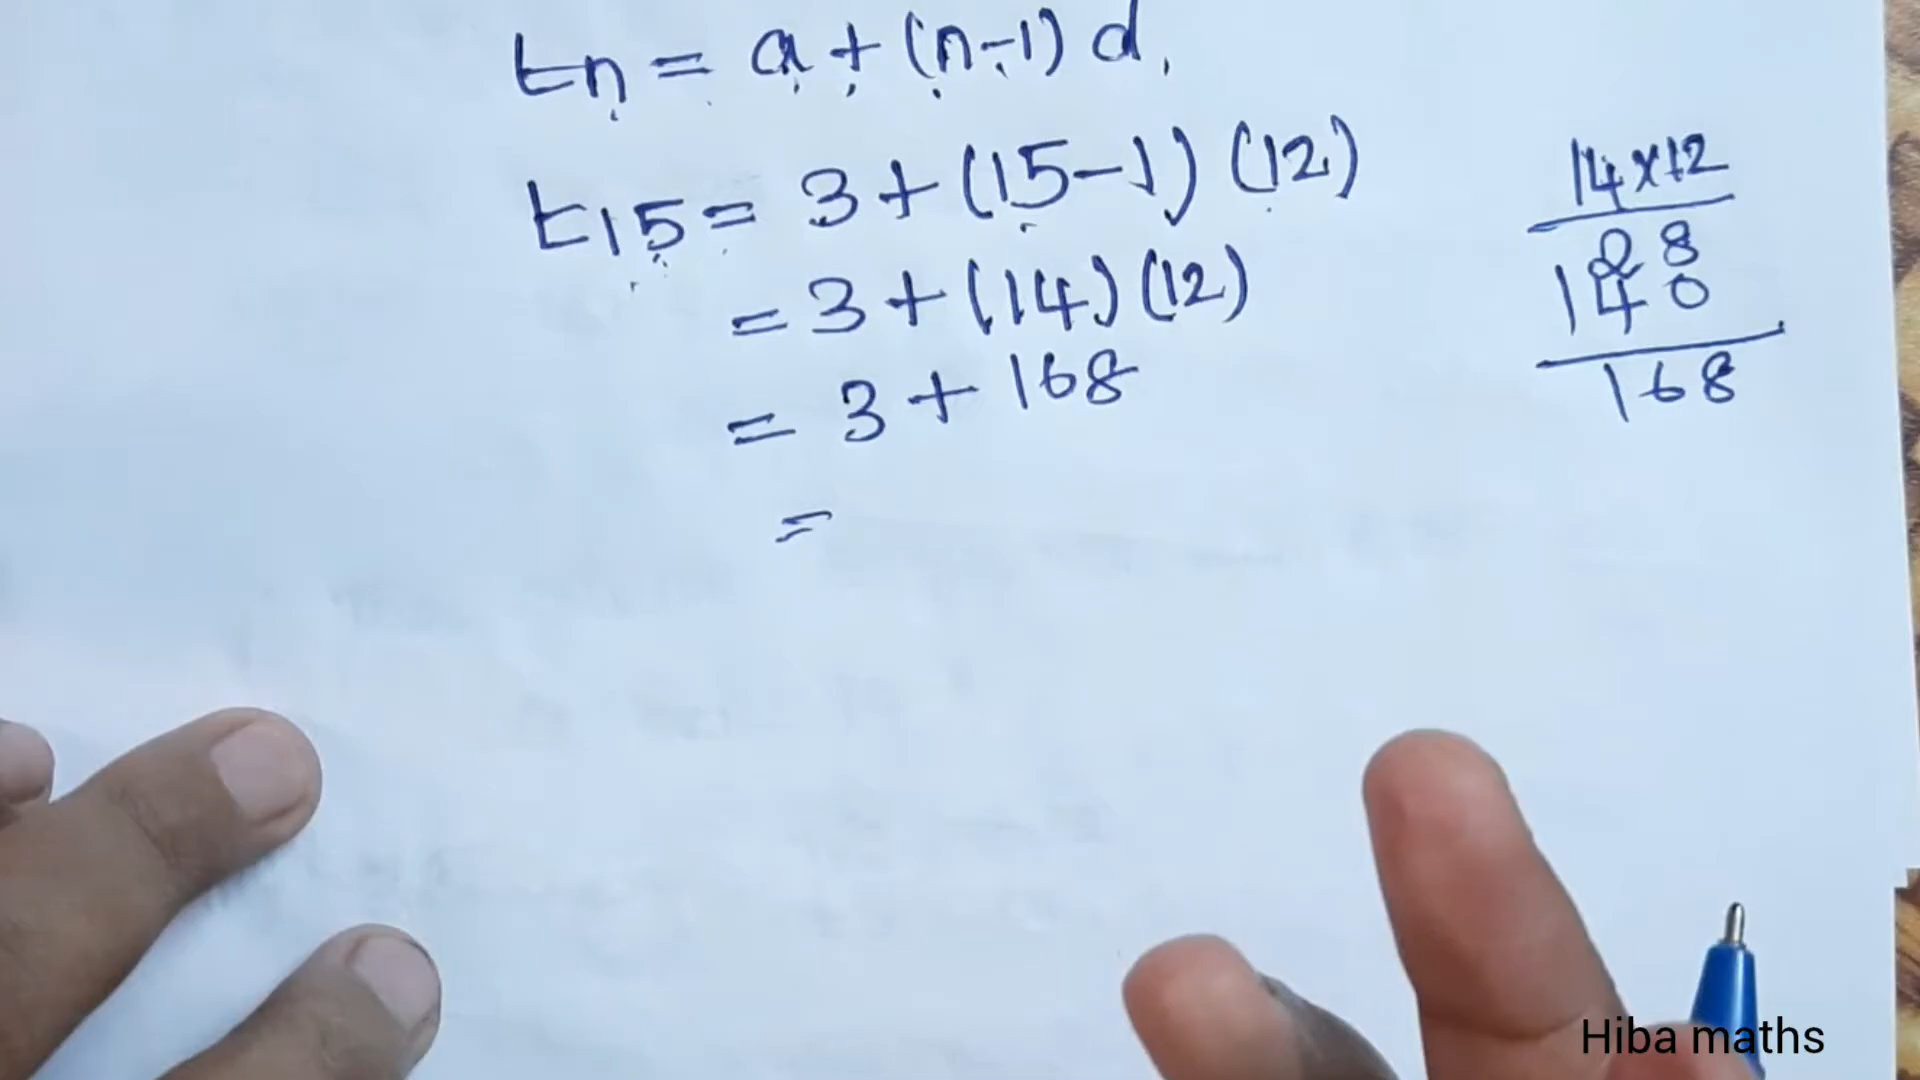 tn = a + (n-1) d.
t15 = 3 + (15-1) (12)
= 3 + (14) (12)
= 3 + 168
=
14x12
28
140
168
Hiba maths